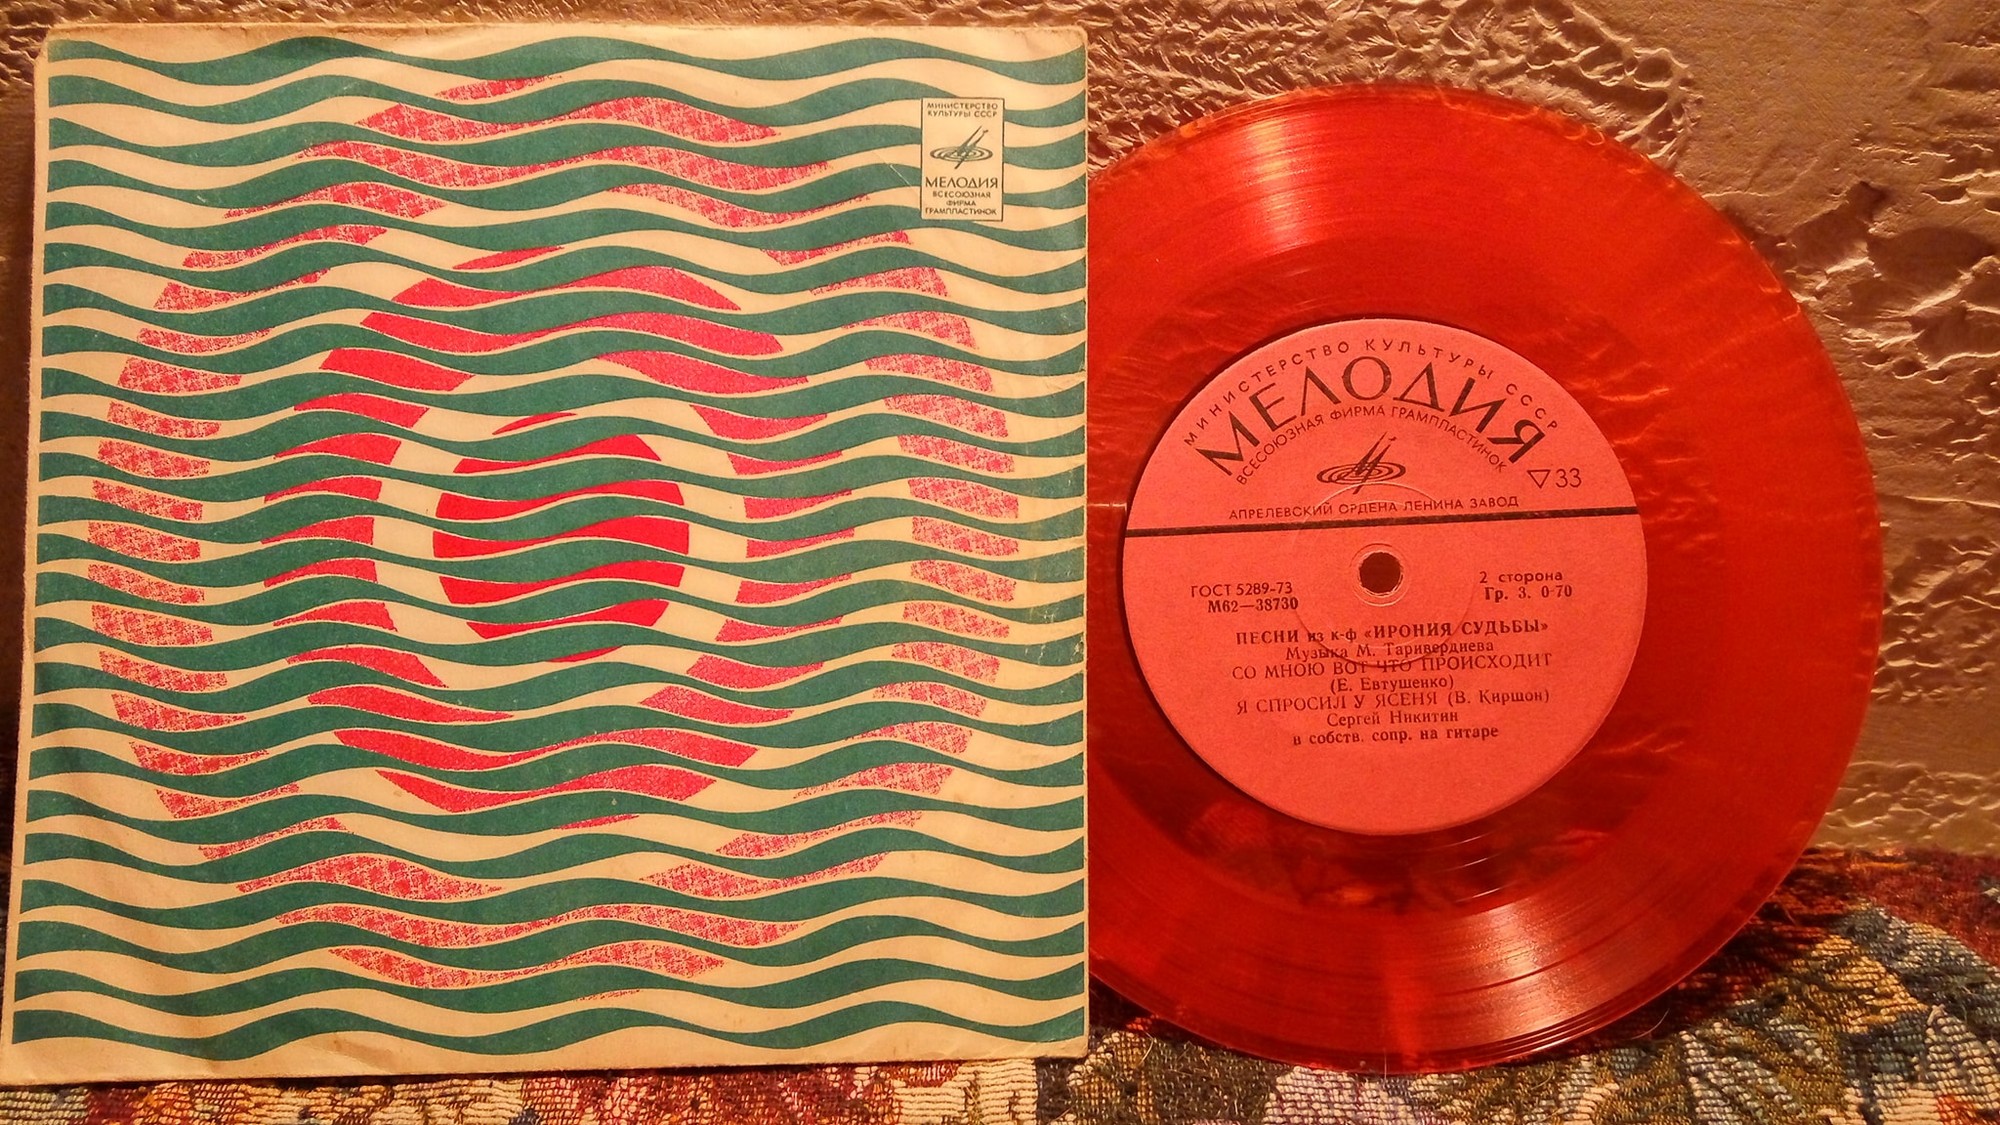 МИНИСТЕРСТВО
КУЛЬТУРЫ СССР
МЕЛОДИЯ
ВСЕСОЮЗНАЯ
ФИРМА
ГРАМПЛАСТИНОК
МИНИСТЕРСТВО КУЛЬТУРЫ СССР
МЕЛОДИЯ
ВСЕСОЮЗНАЯ ФИРМА ГРАМПЛАСТИНОК
▽33
АПРЕЛЕВСКИЙ ОРДЕНА ЛЕНИНА ЗАВОД
ГОСТ 5289-73
М62—38730
2 сторона
Гр. 3. 0-70
ПЕСНИ из к-ф «ИРОНИЯ СУДЬБЫ»
Музыка М. Таривердиева
СО МНОЮ ВОТ ЧТО ПРОИСХОДИТ
(Е. Евтушенко)
Я СПРОСИЛ У ЯСЕНЯ (В. Киршон)
Сергей Никитин
в собств. сопр. на гитаре